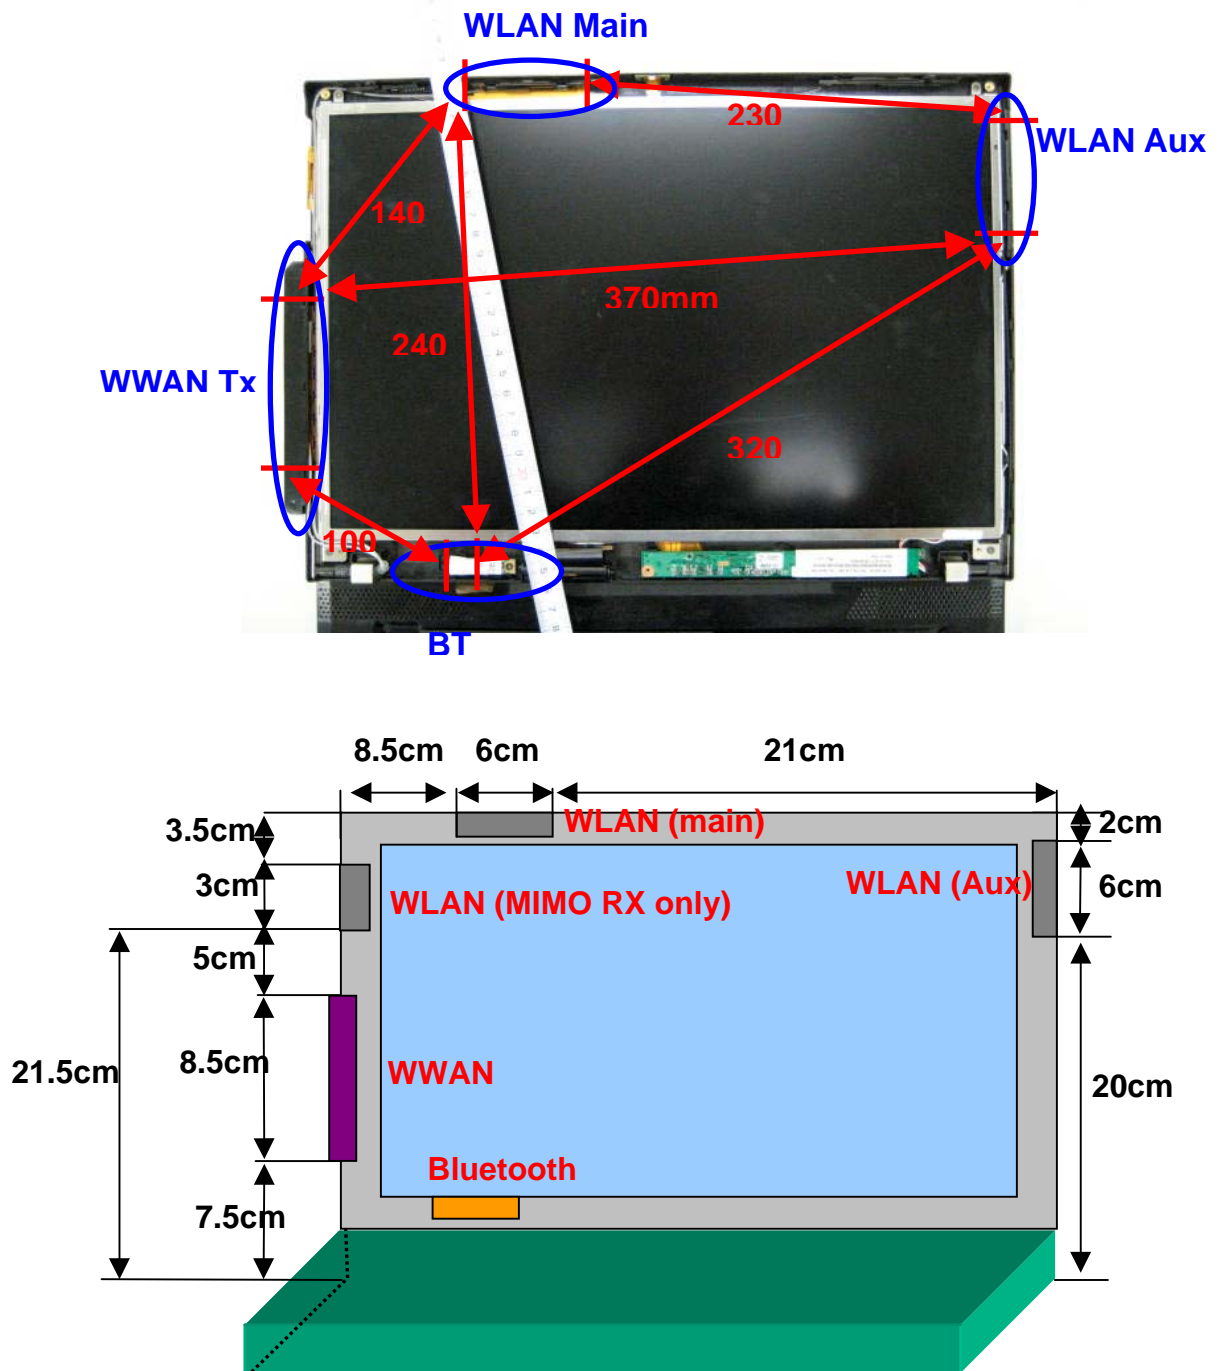 WLAN Main
230
WLAN Aux
140
370mm
240
WWAN Tx
320
100
BT
8.5cm 6cm 21cm
3.5cm
WLAN (main)
2cm
3cm
WLAN (MIMO RX only)
WLAN (Aux)
6cm
5cm
21.5cm
8.5cm
WWAN
20cm
Bluetooth
7.5cm